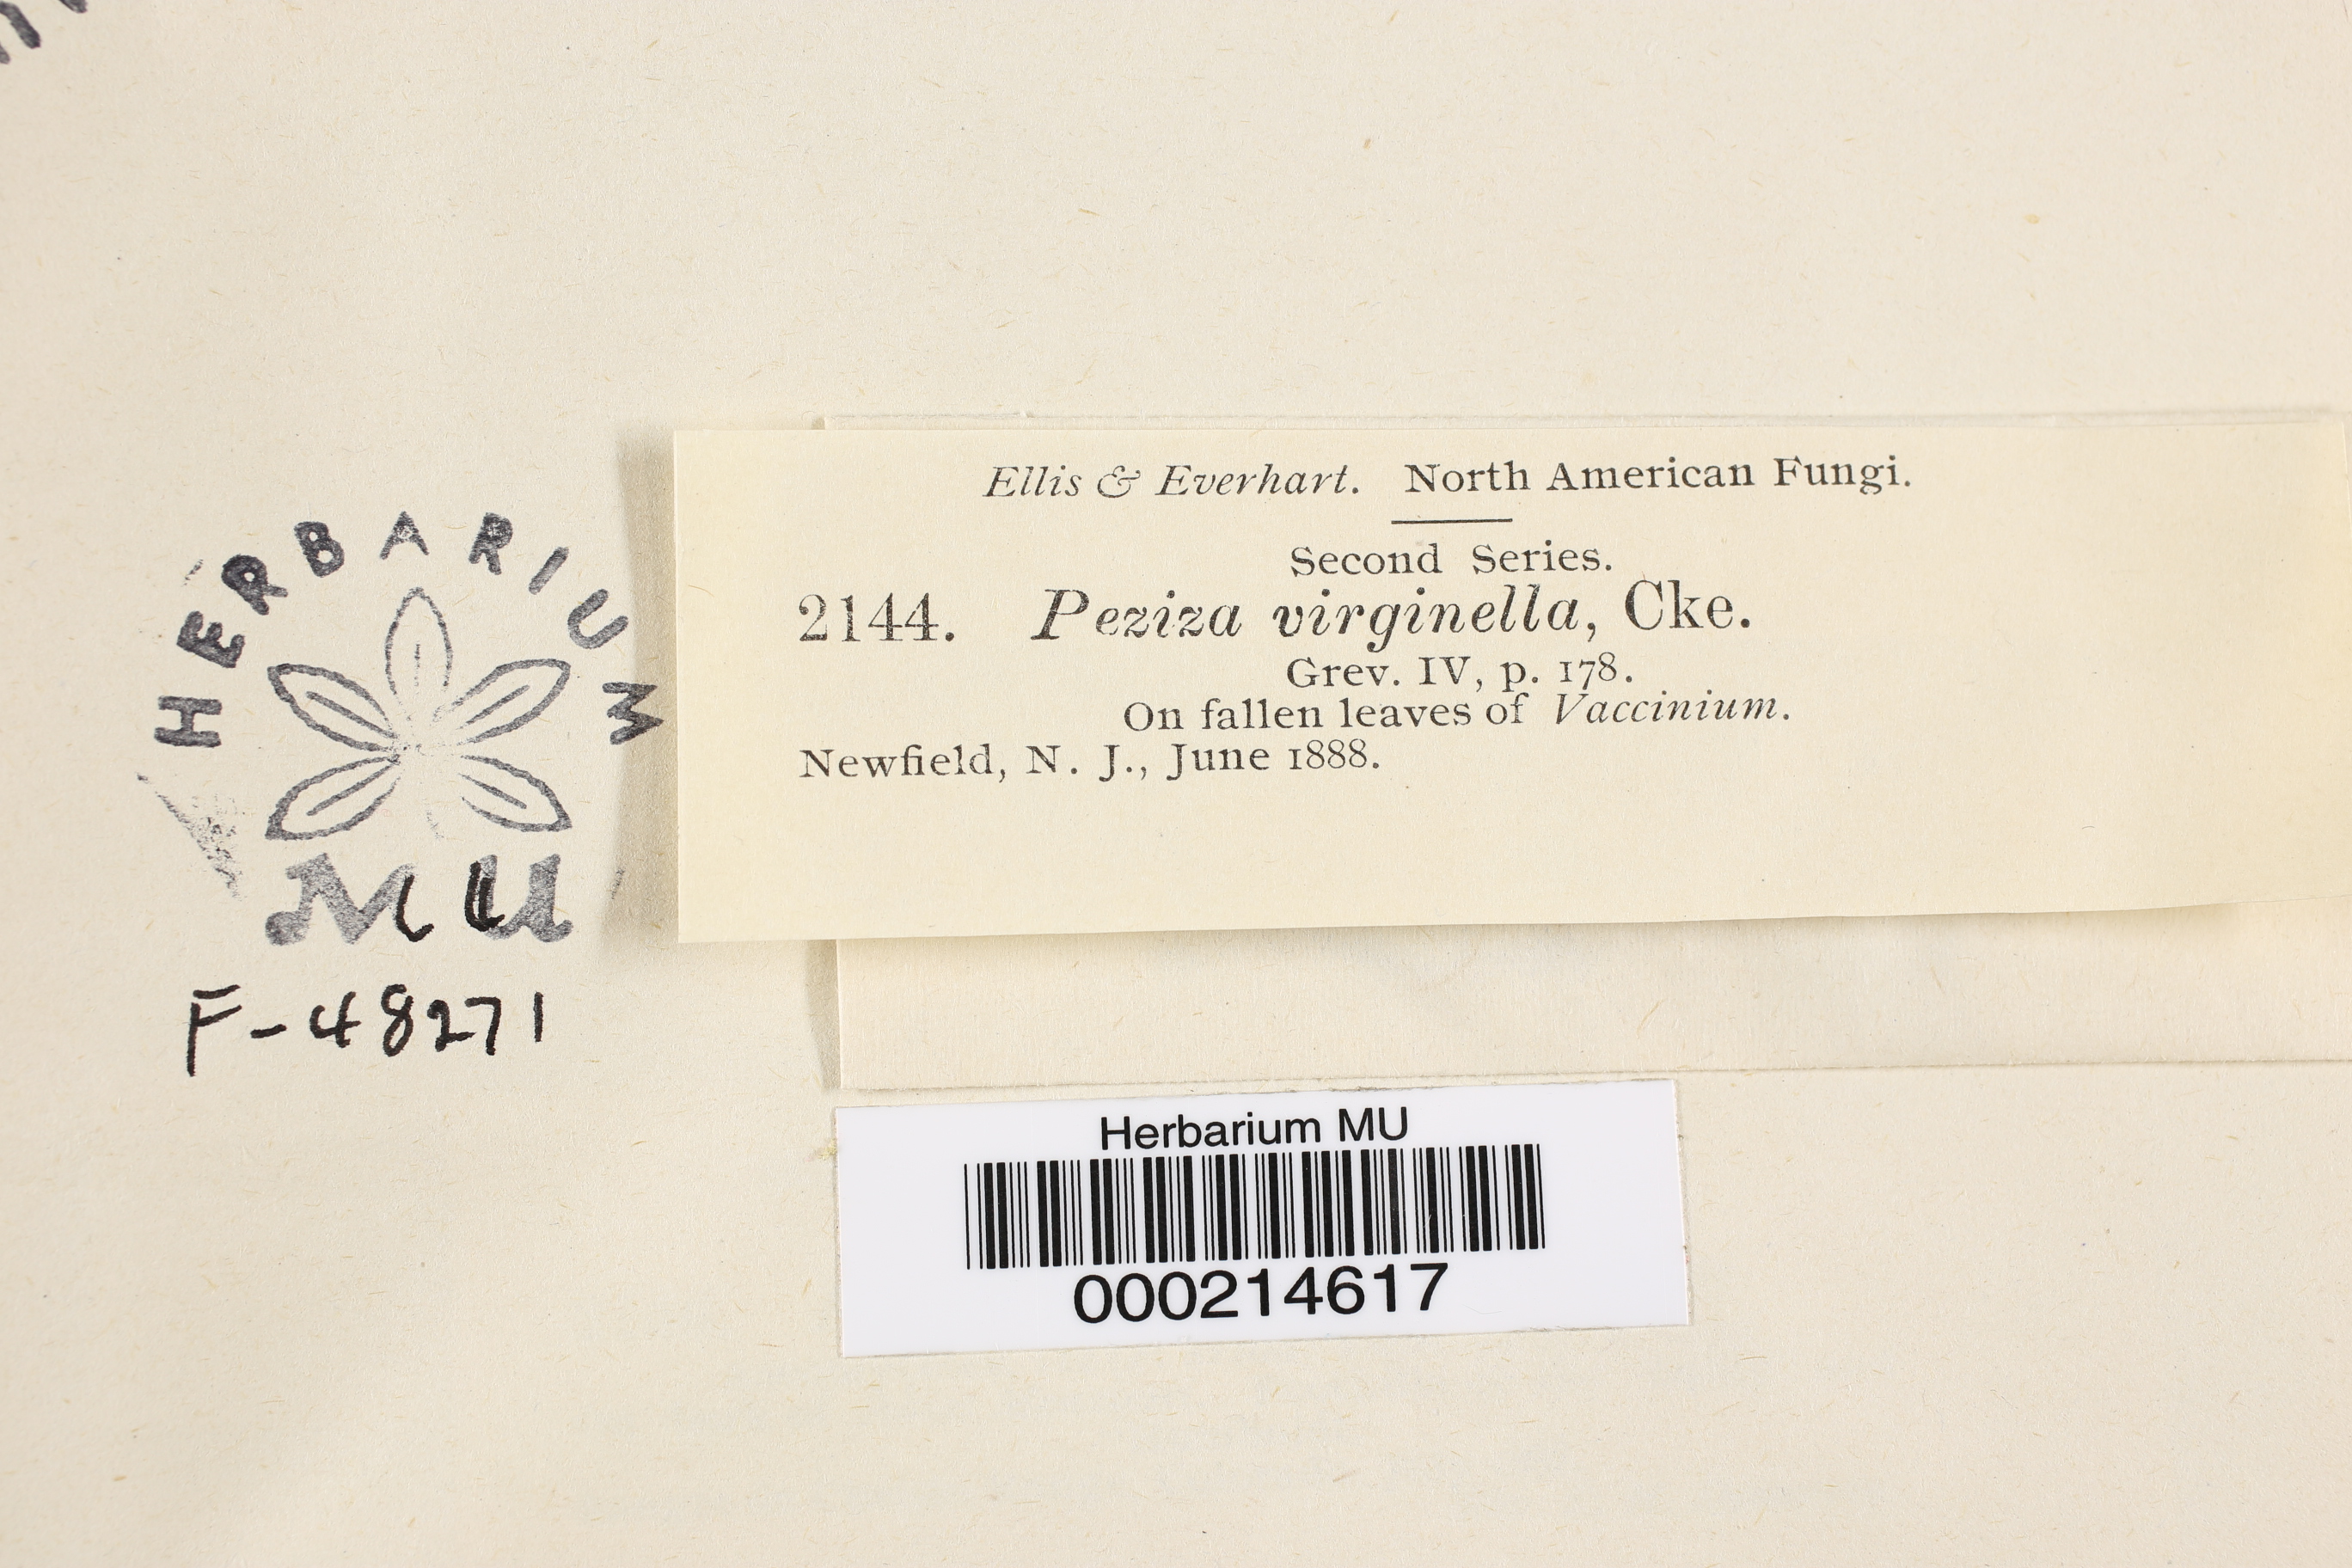 Ellis & Everhart. North American Fungi.
Second Series.
2144. Peziza virginella, Cke.
Grev. IV, p. 178.
On fallen leaves of Vaccinium.
Newfield, N. J., June 1888.
HERBARIUM
MU
F-48271
Herbarium MU
000214617